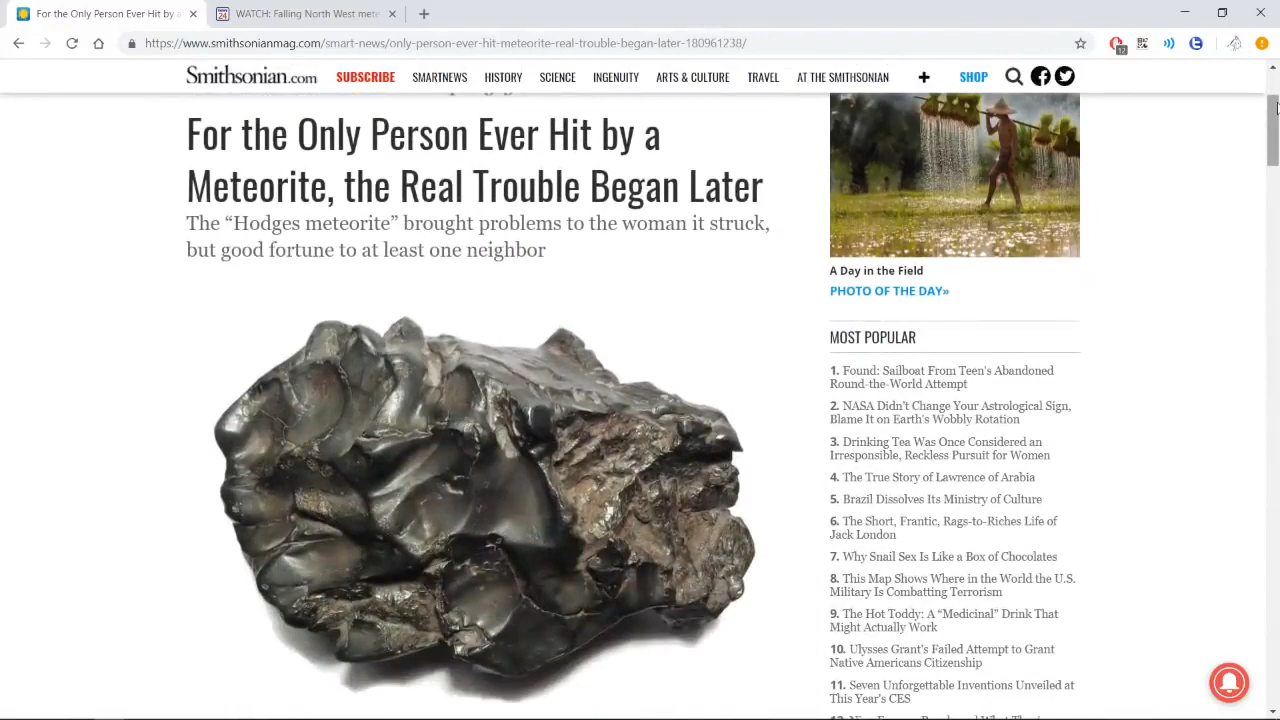 For the Only Person Ever Hit by
WATCH: Falling North West mete
24
https://www.smithsonianmag.com/smart-news/person-ever-hit-meteorite-real-trouble-began-later-180961238/
12
Smithsonian.com
SUBSCRIBE
SMARTNEWS
HISTORY
SCIENCE
INGENUITY
ARTS & CULTURE
TRAVEL
AT THE SMITHSONIAN
SHOP
For the Only Person Ever Hit by a
Meteorite, the Real Trouble Began Later
The “Hodges meteorite” brought problems to the woman it struck,
but good fortune to at least one neighbor
A Day in the Field
PHOTO OF THE DAY»
MOST POPULAR
1. Found: Sailboat From Teen's Abandoned
Round-the-World Attempt
2. NASA Didn’t Change Your Astrological Sign,
Blame It on Earth's Wobbly Rotation
3. Drinking Tea Was Once Considered an
Irresponsible, Reckless Pursuit for Women
4. The True Story of Lawrence of Arabia
5. Brazil Dissolves Its Ministry of Culture
6. The Short, Frantic, Rags-to-Riches Life of
Jack London
7. Why Snail Sex Is Like a Box of Chocolates
8. This Map Shows Where in the World the U.S.
Military Is Combatting Terrorism
9. The Hot Toddy: A “Medicinal” Drink That
Might Actually Work
10. Ulysses Grant's Failed Attempt to Grant
Native Americans Citizenship
11. Seven Unforgettable Inventions Unveiled at
This Year's CES